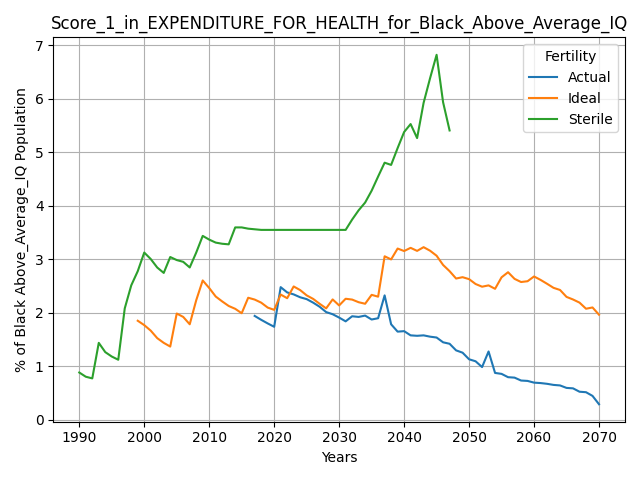 Score_1_in_EXPENDITURE_FOR_HEALTH_for_Black_Above_Average_IQ
7
6
5
4
3
2
1
0
% of Black Above_Average_IQ Population
Fertility
Actual
Ideal
Sterile
1990 2000 2010 2020 2030 2040 2050 2060 2070
Years